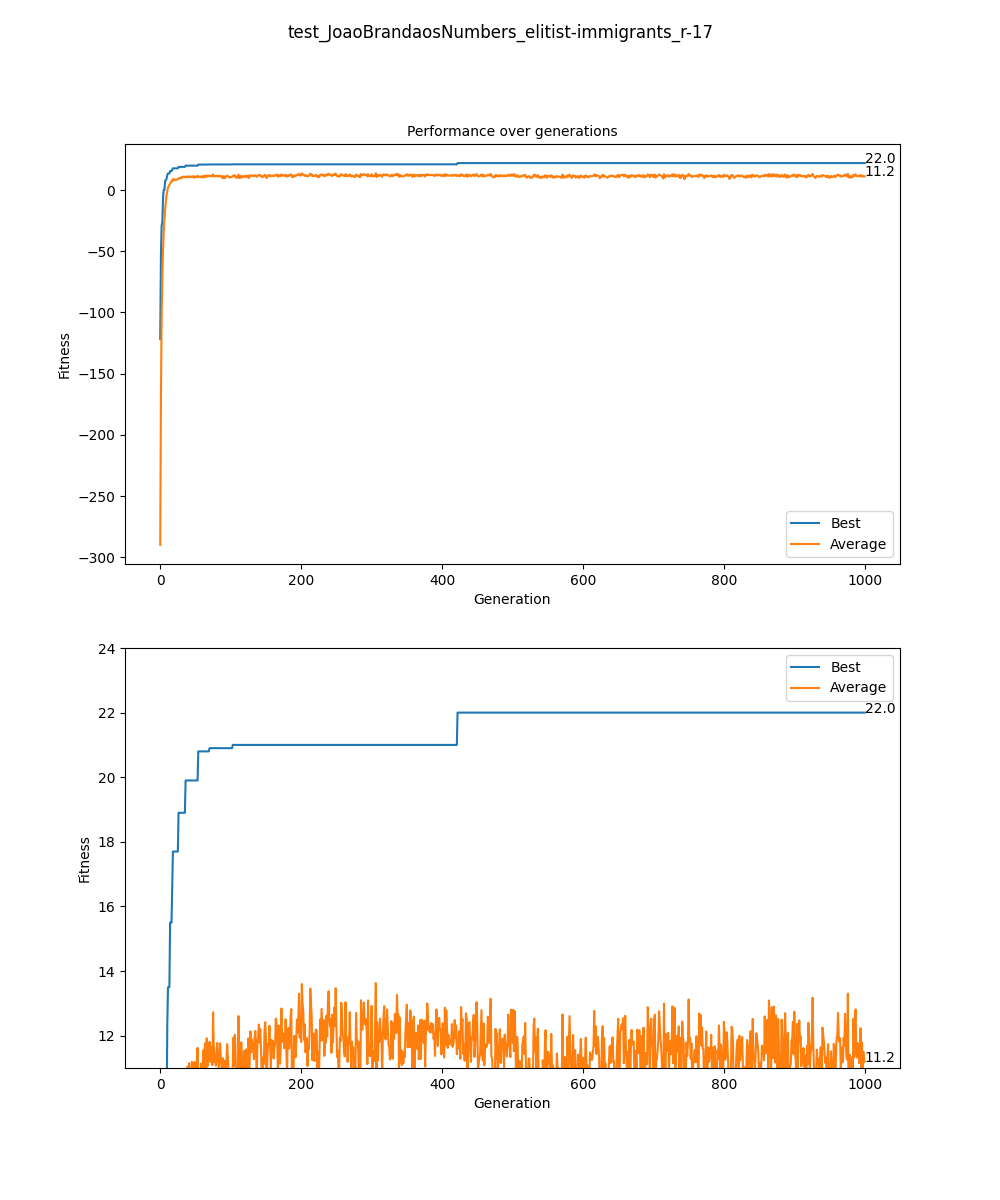 test_JoaoBrandaosNumbers_elitist-immigrants_r-17
Performance over generations
22.0
11.2
0
−50
−100
−150
−200
−250
−300
Fitness
Best
Average
0 200 400 600 800 1000
Generation
24
22
20
18
16
14
12
Fitness
Best
Average
22.0
11.2
0 200 400 600 800 1000
Generation